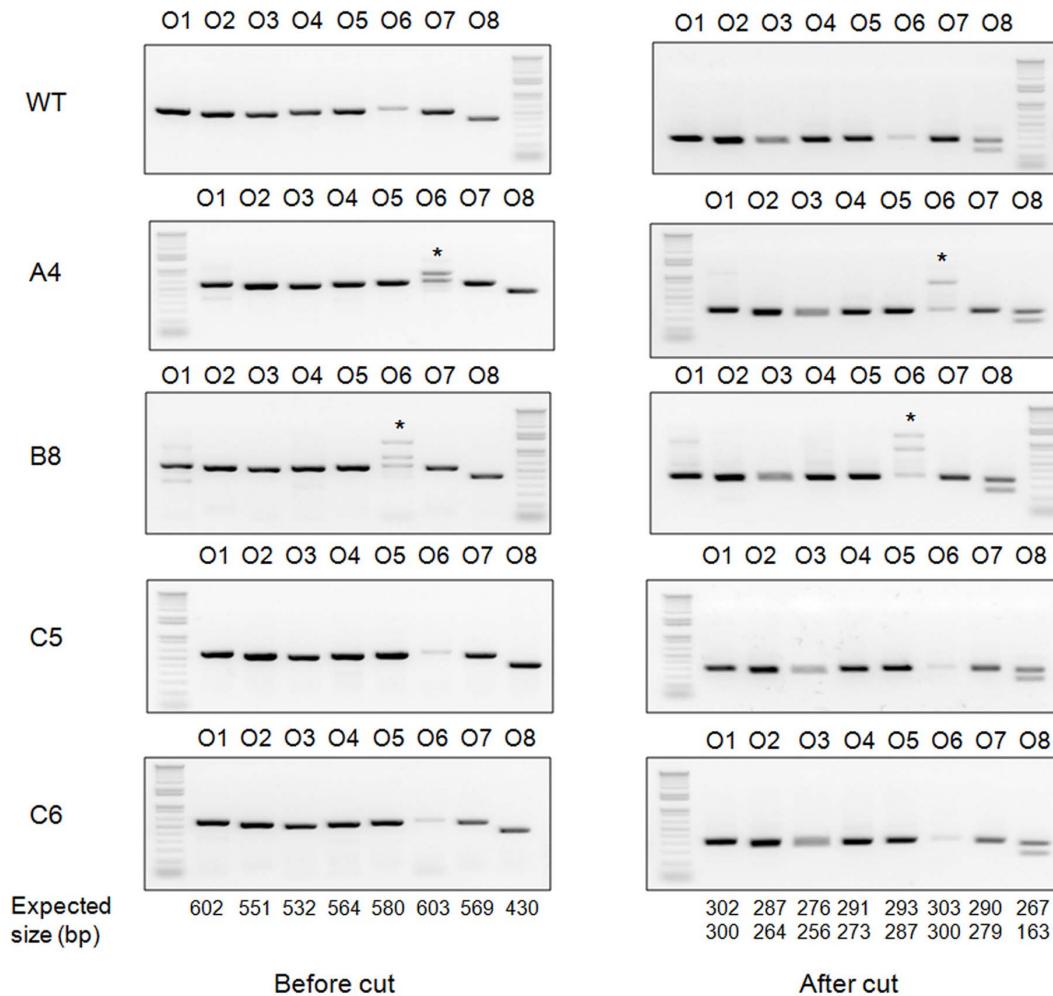 O1 O2 O3 O4 O5 O6 O7 O8 O1 O2 O3 O4 O5 O6 O7 O8
WT
O1 O2 O3 O4 O5 O6 O7 O8 O1 O2 O3 O4 O5 O6 O7 O8
* *
A4
O1 O2 O3 O4 O5 O6 O7 O8 O1 O2 O3 O4 O5 O6 O7 O8
* *
B8
O1 O2 O3 O4 O5 O6 O7 O8 O1 O2 O3 O4 O5 O6 O7 O8
C5
O1 O2 O3 O4 O5 O6 O7 O8 O1 O2 O3 O4 O5 O6 O7 O8
C6
Expected 602 551 532 564 580 603 569 430 302 287 276 291 293 303 290 267
size (bp) 300 264 256 273 287 300 279 163
Before cut After cut